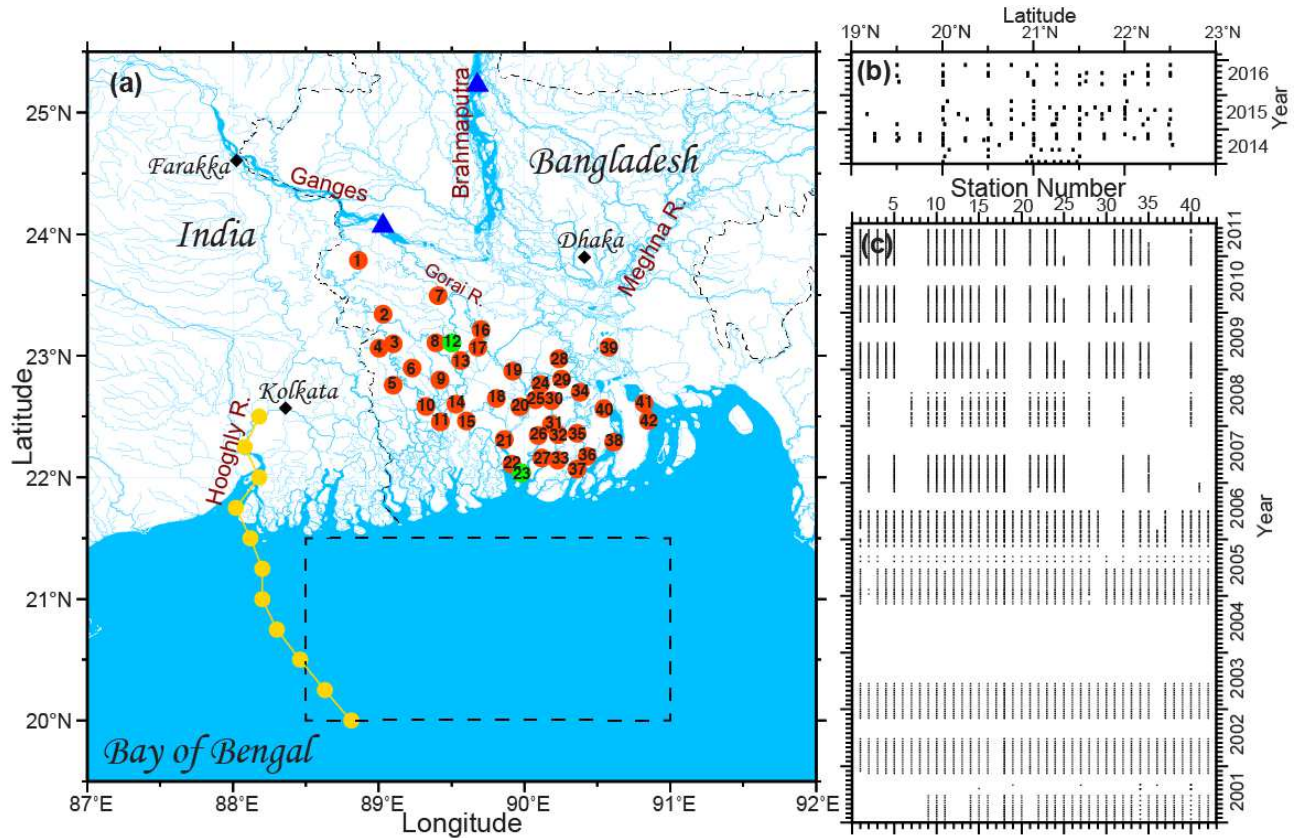 (a)
25°N
24°N
23°N
22°N
21°N
20°N
Latitude
87°E
88°E
89°E
90°E
91°E
92°E
Longitude
Farakka
Ganges
Brahmaputra
Bangladesh
India
Dhaka
Meghna R.
Gorai R.
Kolkata
Hooghly R.
Bay of Bengal
1
7
2
16
4
3
8
12
17
39
13
28
6
19
5
9
24
29
34
10
14
18
20
25
30
40
41
11
15
42
21
26
31
32
35
38
22
27
33
36
23
37
Latitude
19°N
20°N
21°N
22°N
23°N
(b)
2016
2015
2014
Year
Station Number
5
10
15
20
25
30
35
40
(c)
2011
2010
2009
2008
2007
2006
2005
2004
2003
2002
2001
Year